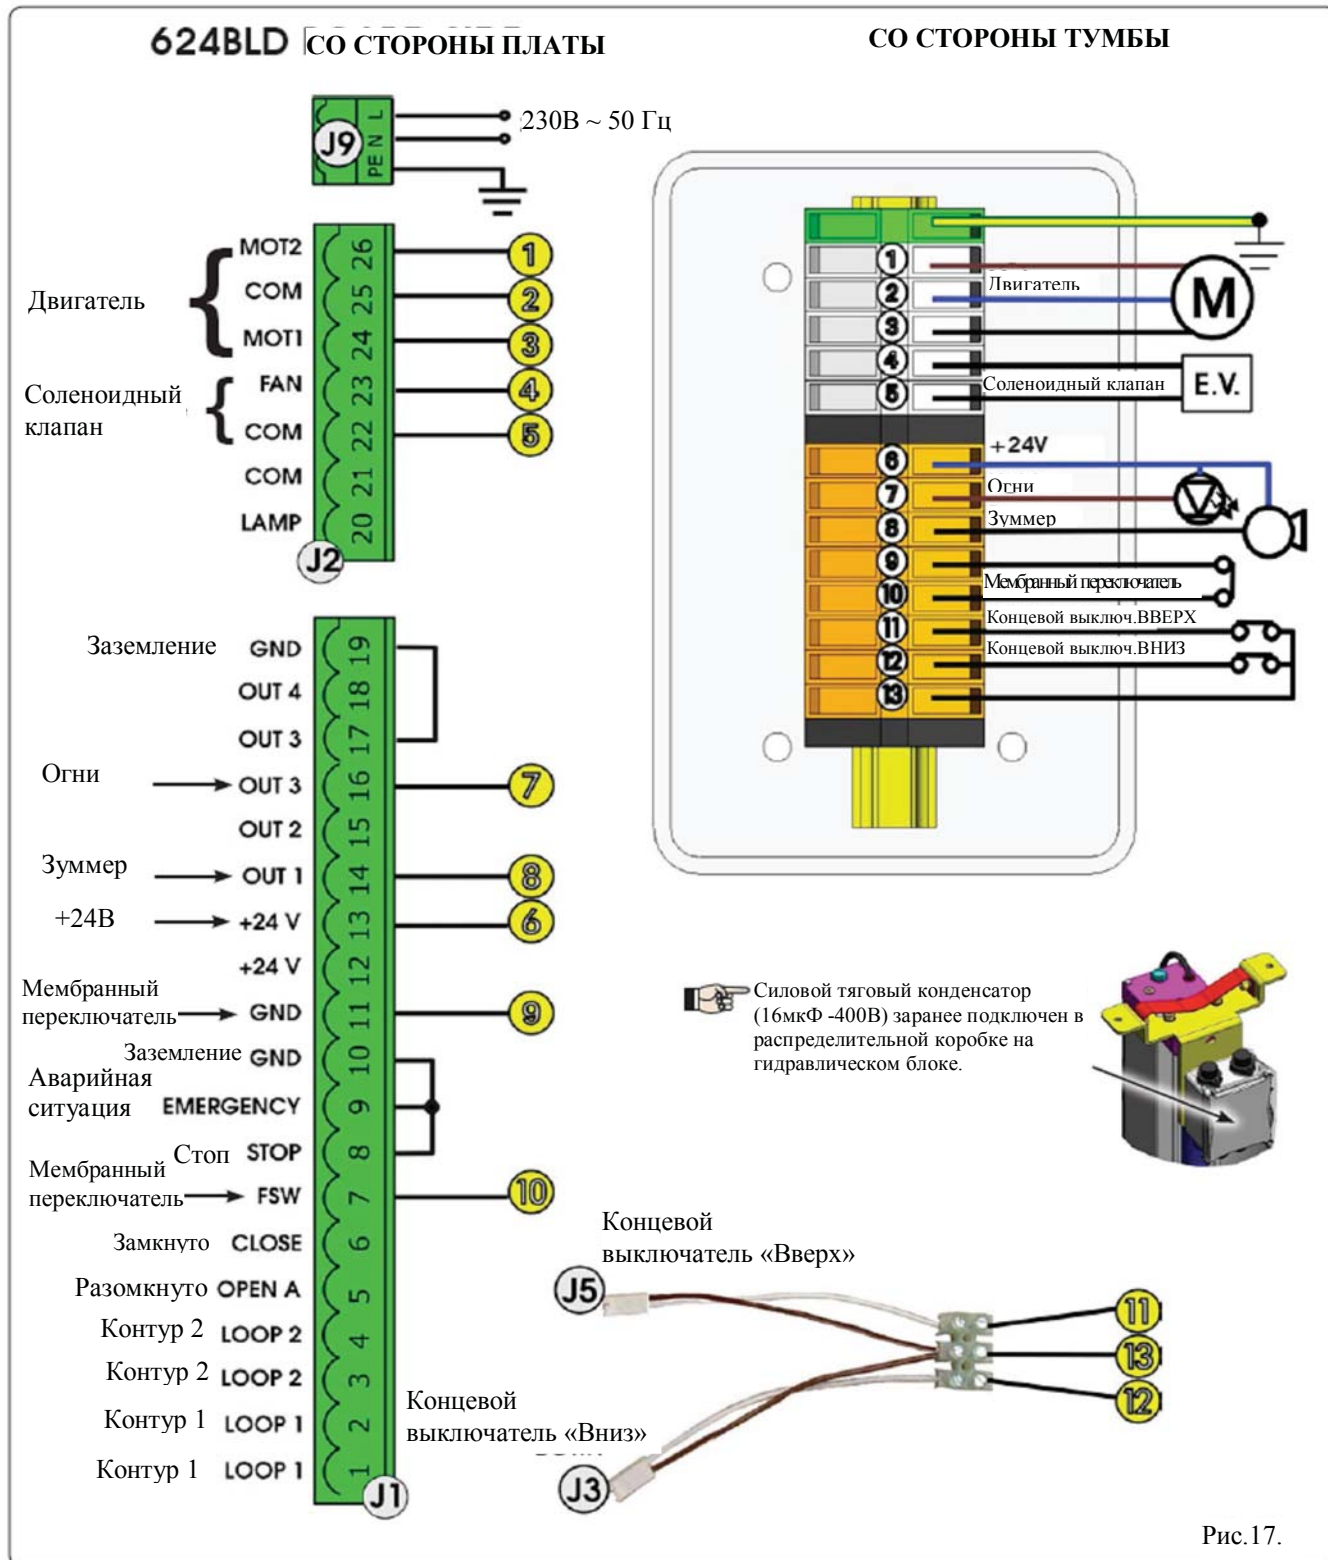 624BLD СО СТОРОНЫ ПЛАТЫ
СО СТОРОНЫ ТУМБЫ
J9
PE N L
230В ~ 50 Гц
Двигатель
MOT2 26 1
COM 25 2
MOT1 24 3
Соленоидный
клапан
FAN 23 4
COM 22 5
COM 21
LAMP 20
J2
Заземление GND 19
OUT 4 18
OUT 3 17
Огни OUT 3 16 7
OUT 2 15
Зуммер OUT 1 14 8
+24В +24 V 13 6
+24 V 12
Мембранный
переключатель GND 11 9
Заземление GND 10
Аварийная
ситуация EMERGENCY 9
Стоп STOP 8
Мембранный
переключатель FSW 7 10
Замкнуто CLOSE 6
Разомкнуто OPEN A 5
Контур 2 LOOP 2 4
Контур 2 LOOP 2 3
Контур 1 LOOP 1 2
Контур 1 LOOP 1 1
J1
1
Двигатель
2
M
3
4
Соленоидный клапан
E.V.
5
+24V
6
Огни
7
Зуммер
8
9
Мембранный переключатель
10
Концевой выключ.ВВЕРХ
11
Концевой выключ.ВНИЗ
12
13
Силовой тяговый конденсатор
(16мкФ -400В) заранее подключен в
распределительной коробке на
гидравлическом блоке.
Концевой
выключатель «Вверх»
J5
11
13
12
Концевой
выключатель «Вниз»
J3
Рис.17.